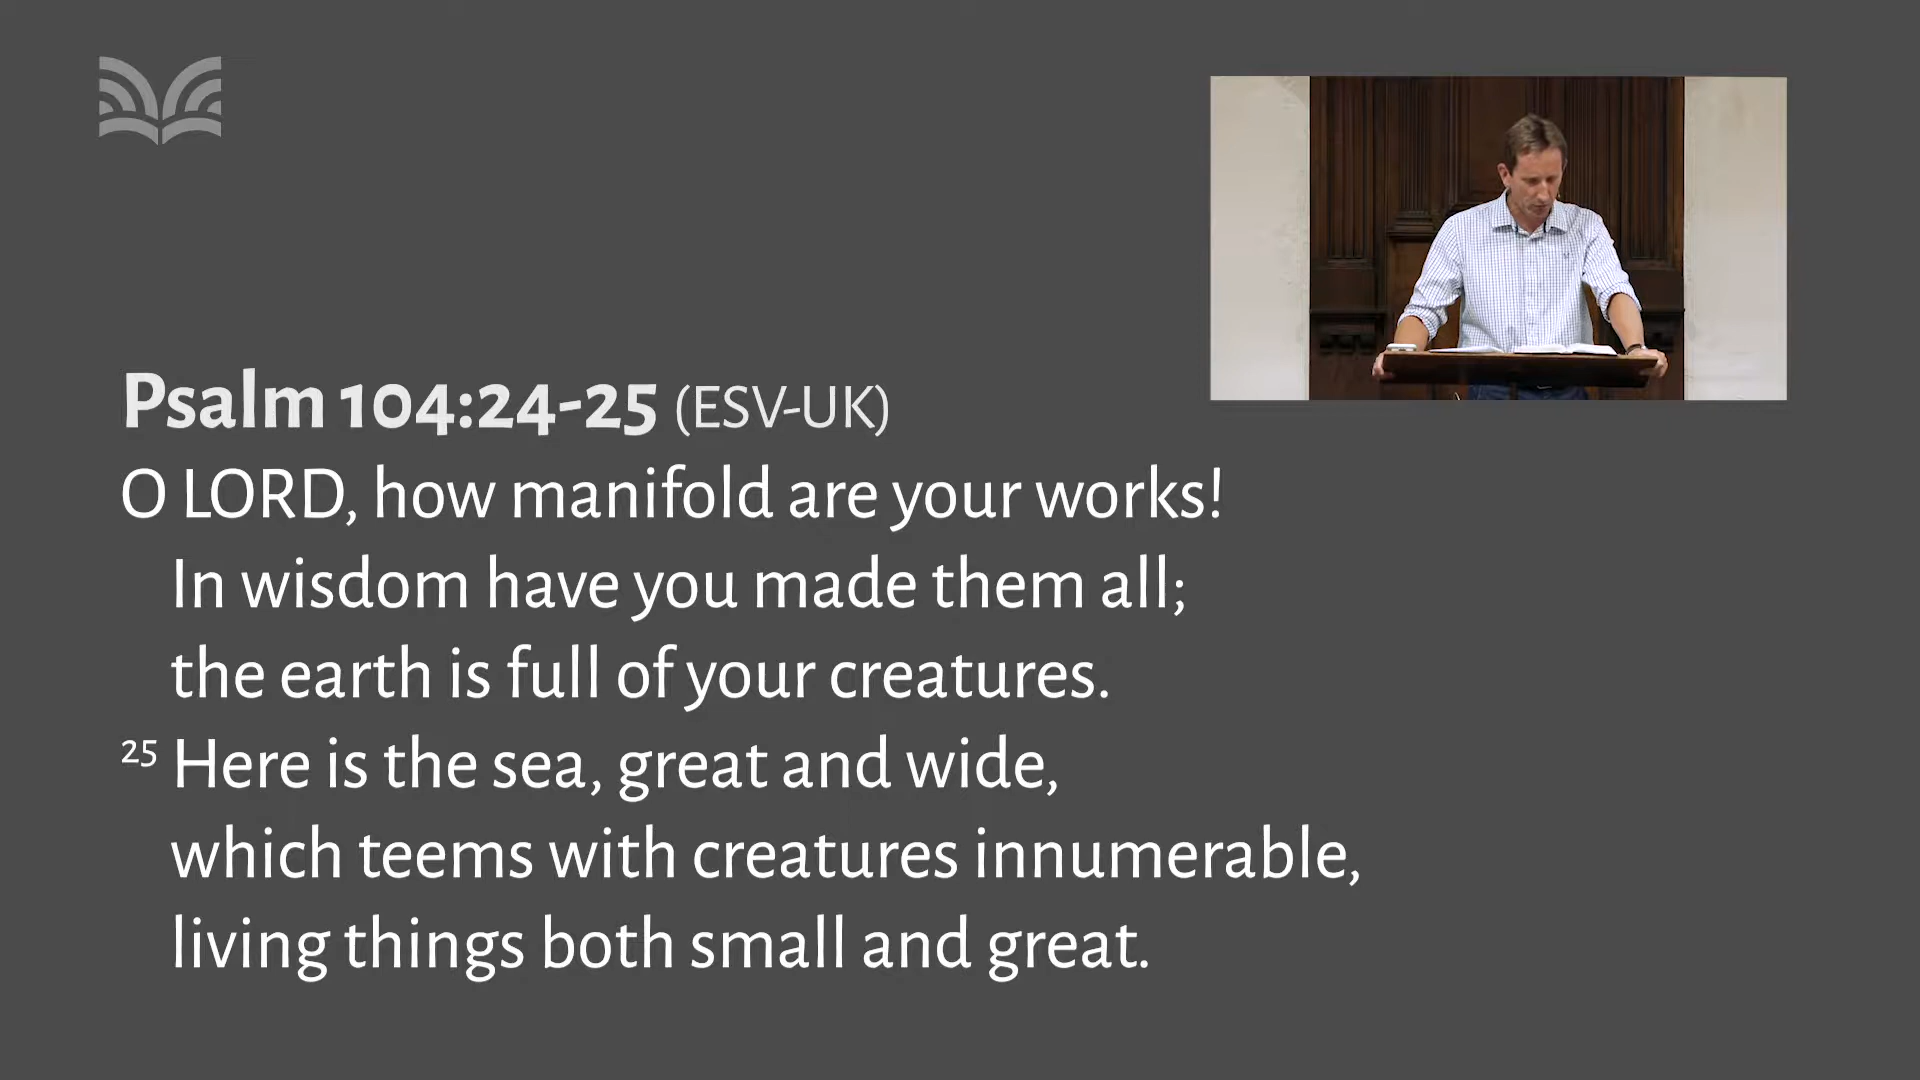 Psalm 104:24-25 (ESV-UK)
O LORD, how manifold are your works!
In wisdom have you made them all;
the earth is full of your creatures.
25 Here is the sea, great and wide,
which teems with creatures innumerable,
living things both small and great.